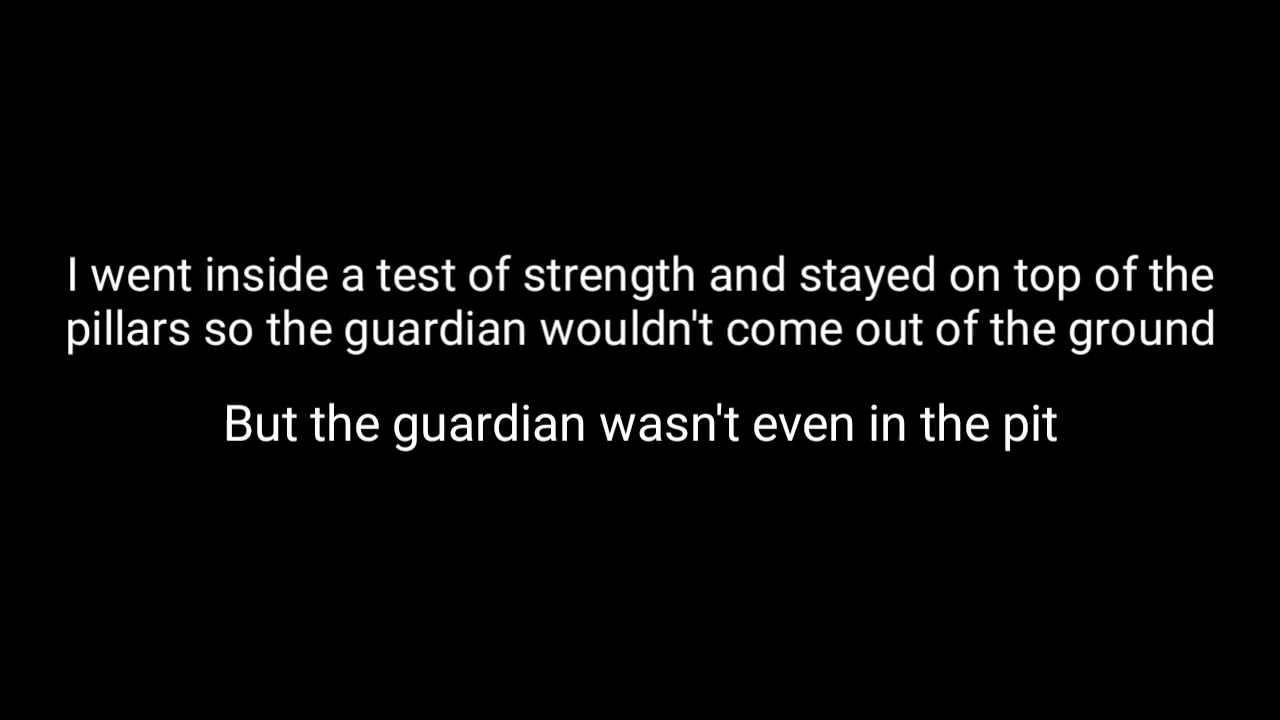 I went inside a test of strength and stayed on top of the
pillars so the guardian wouldn't come out of the ground
But the guardian wasn't even in the pit